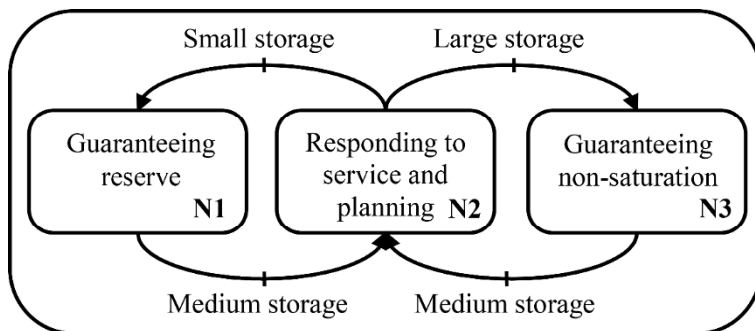 Small storage
Large storage
Guaranteeing
reserve
N1
Responding to
service and
planning N2
Guaranteeing
non-saturation
N3
Medium storage
Medium storage